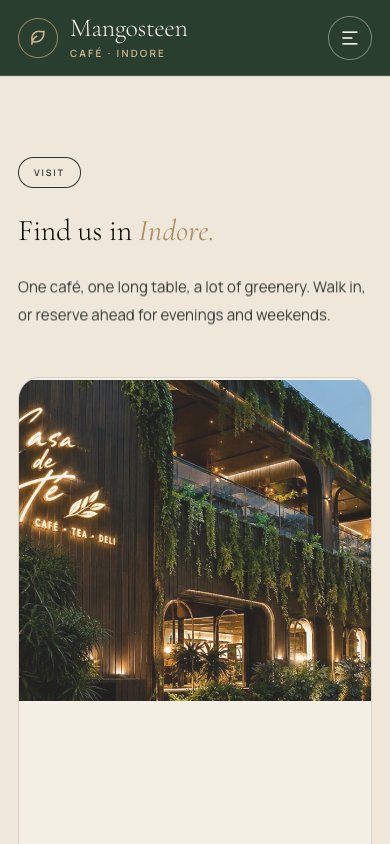 Mangosteen
CAFÉ · INDORE
VISIT
Find us in Indore.
One café, one long table, a lot of greenery. Walk in,
or reserve ahead for evenings and weekends.
Casa
de
Té
CAFÉ · TEA · DELI